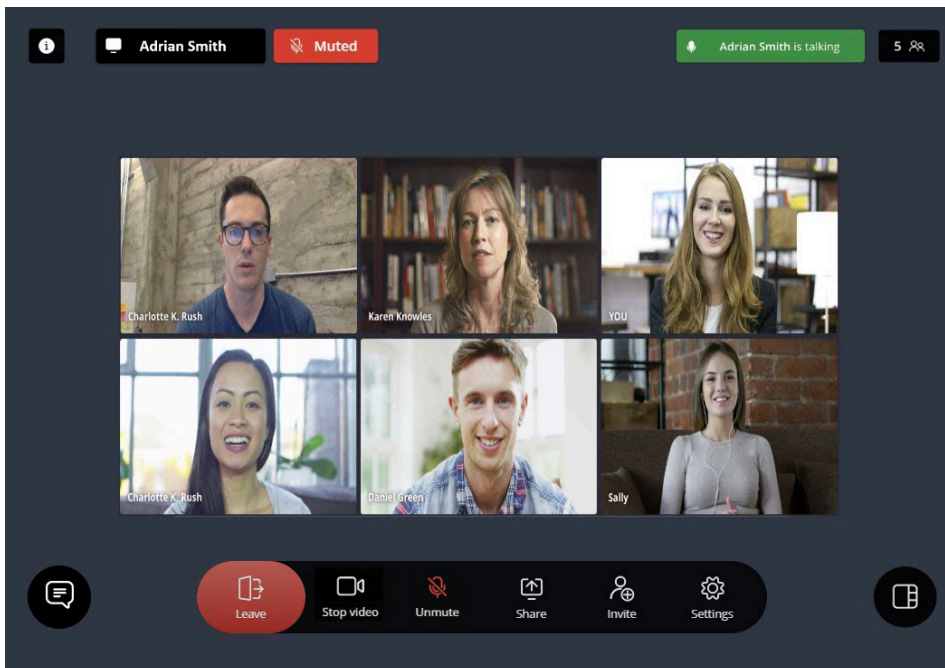 Adrian Smith
Muted
Adrian Smith is talking
5
Charlotte K. Rush
Karen Knowles
YOU
Charlotte K. Rush
Daniel Green
Sally
Leave
Stop video
Unmute
Share
Invite
Settings